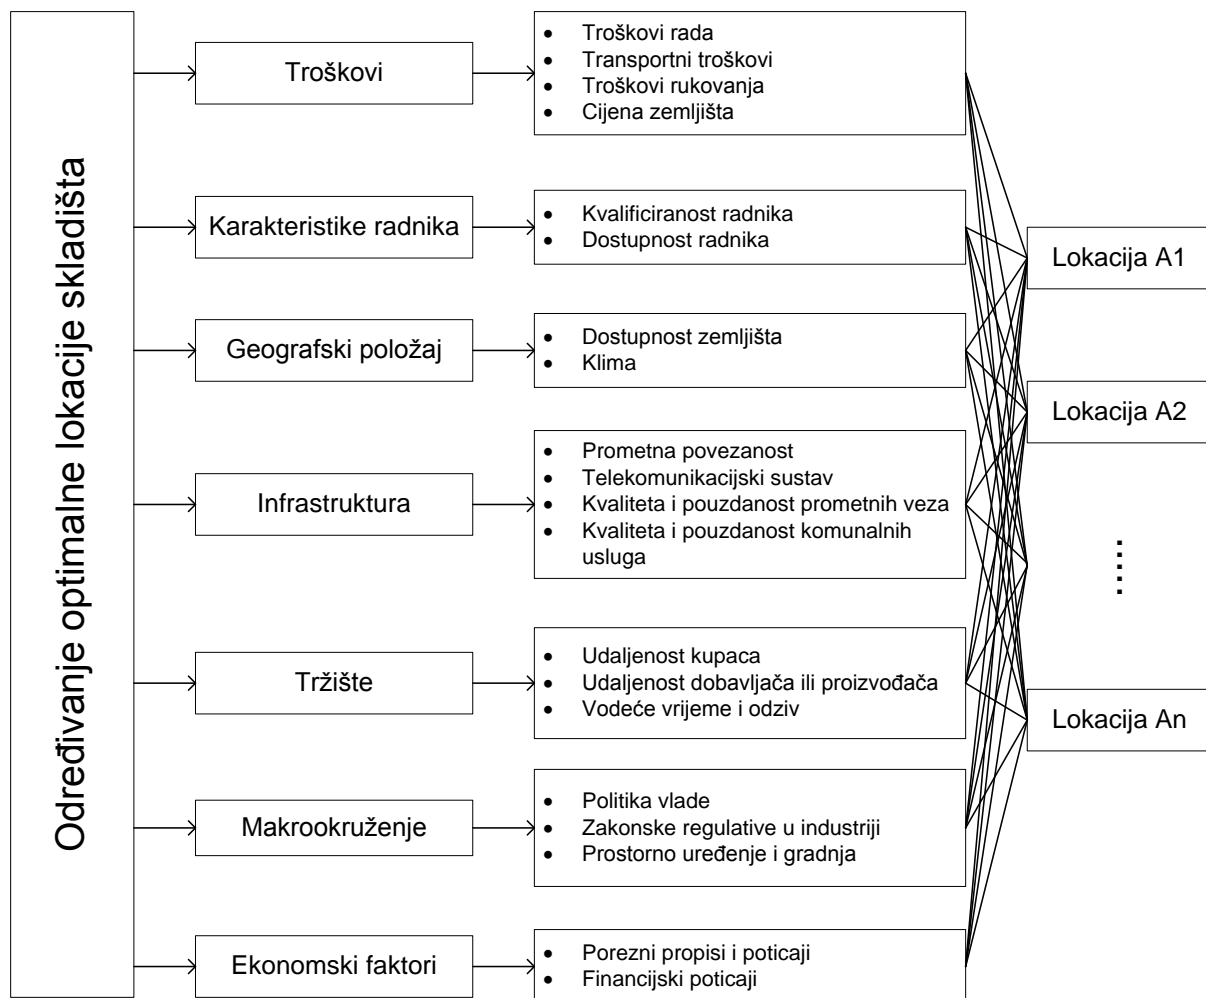 Određivanje optimalne lokacije skladišta
Troškovi
• Troškovi rada
• Transportni troškovi
• Troškovi rukovanja
• Cijena zemljišta
Karakteristike radnika
• Kvalificiranost radnika
• Dostupnost radnika
Geografski položaj
• Dostupnost zemljišta
• Klima
Infrastruktura
• Prometna povezanost
• Telekomunikacijski sustav
• Kvaliteta i pouzdanost prometnih veza
• Kvaliteta i pouzdanost komunalnih
usluga
Tržište
• Udaljenost kupaca
• Udaljenost dobavljača ili proizvođača
• Vodeće vrijeme i odziv
Makrookruženje
• Politika vlade
• Zakonske regulative u industriji
• Prostorno uređenje i gradnja
Ekonomski faktori
• Porezni propisi i poticaji
• Financijski poticaji
Lokacija A1
Lokacija A2
.....
Lokacija An